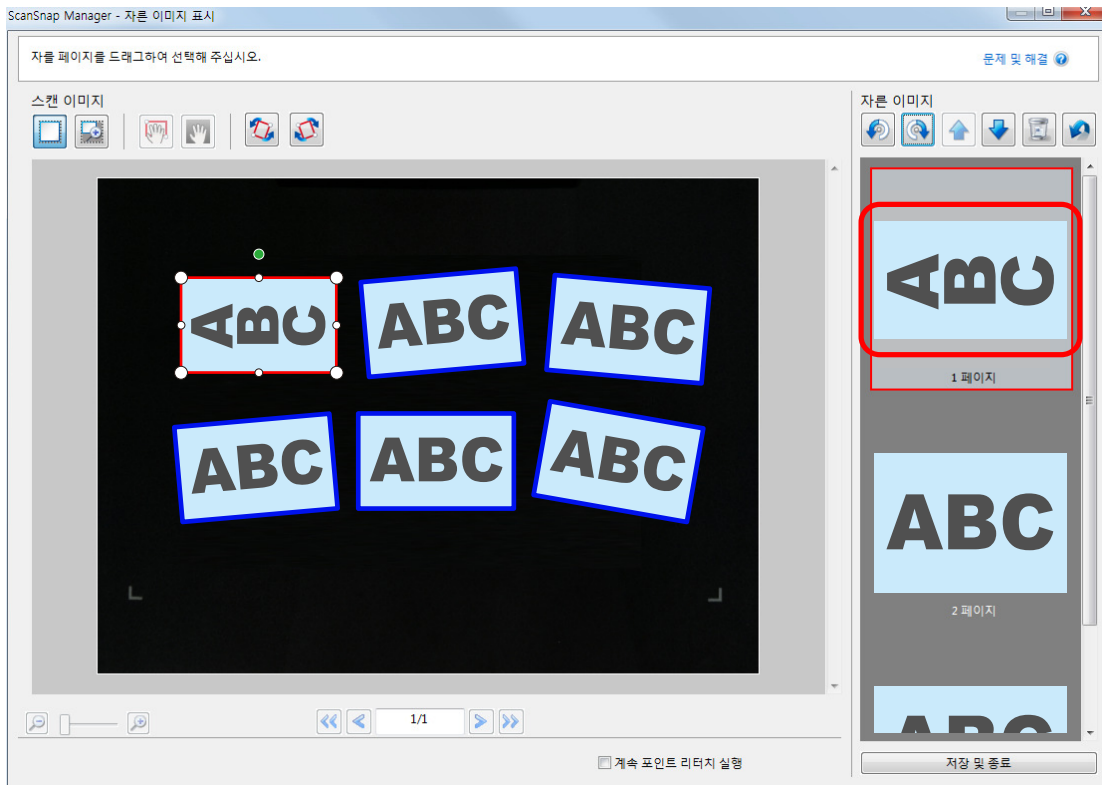 ScanSnap Manager - 자른 이미지 표시
자를 페이지를 드래그하여 선택해 주십시오.
문제 및 해결
스캔 이미지
자른 이미지
ABC
ABC
ABC
ABC
ABC
ABC
ABC
1 페이지
ABC
2 페이지
ABC
1/1
계속 포인트 리터치 실행
저장 및 종료